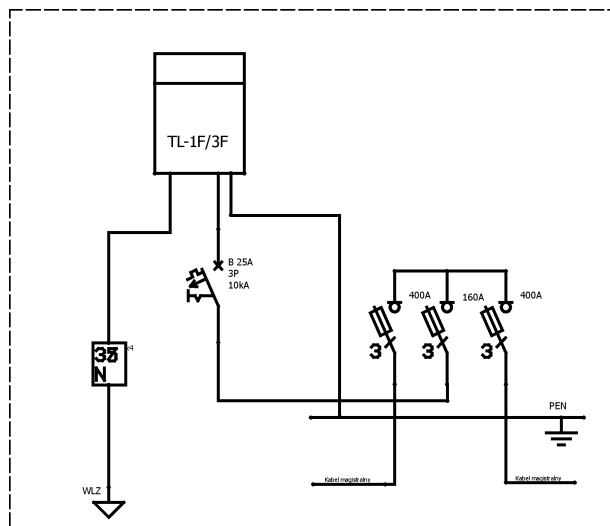 TL-1F/3F
B 25A
3P
10kA
400A
160A
400A
3
3
3
x4
N
PEN
Kabel magistralny
Kabel magistralny
WLZ